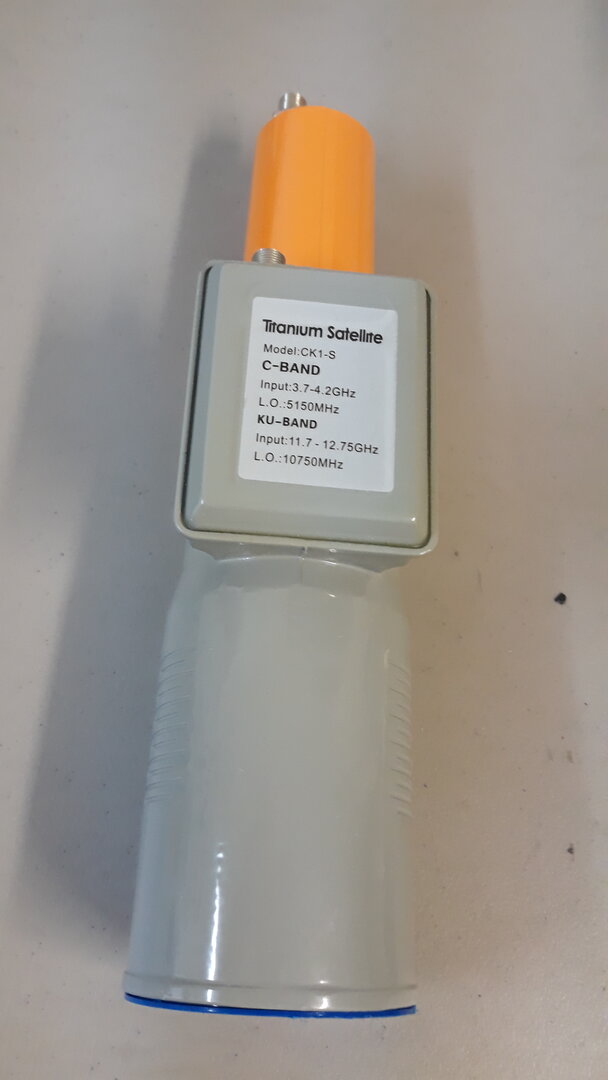 Titanium Satellite
Model:CK1-S
C-BAND
Input:3.7-4.2GHz
L.O.:5150MHz
KU-BAND
Input:11.7 - 12.75GHz
L.O.:10750MHz